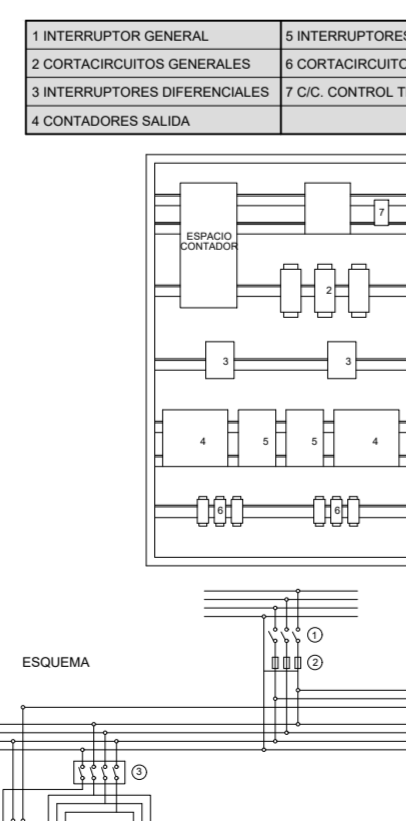 1 INTERRUPTOR GENERAL
5 INTERRUPTORES
2 CORTACIRCUITOS GENERALES
6 CORTACIRCUITO
3 INTERRUPTORES DIFERENCIALES
7 C/C. CONTROL T
4 CONTADORES SALIDA
ESPACIO
CONTADOR
7
2
3 3
4 5 5 4
6 6
1
ESQUEMA
2
3